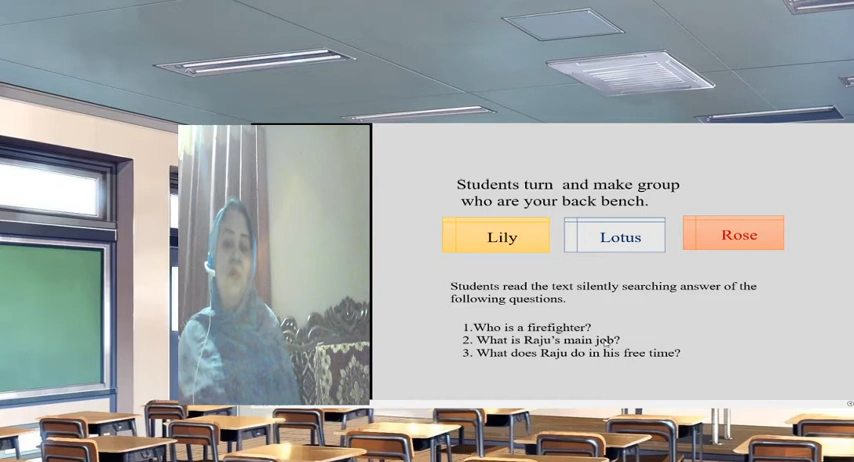 Students turn and make group
who are your back bench.
Lily
Lotus
Rose
Students read the text silently searching answer of the
following questions.
1.Who is a firefighter?
2. What is Raju's main job?
3. What does Raju do in his free time?